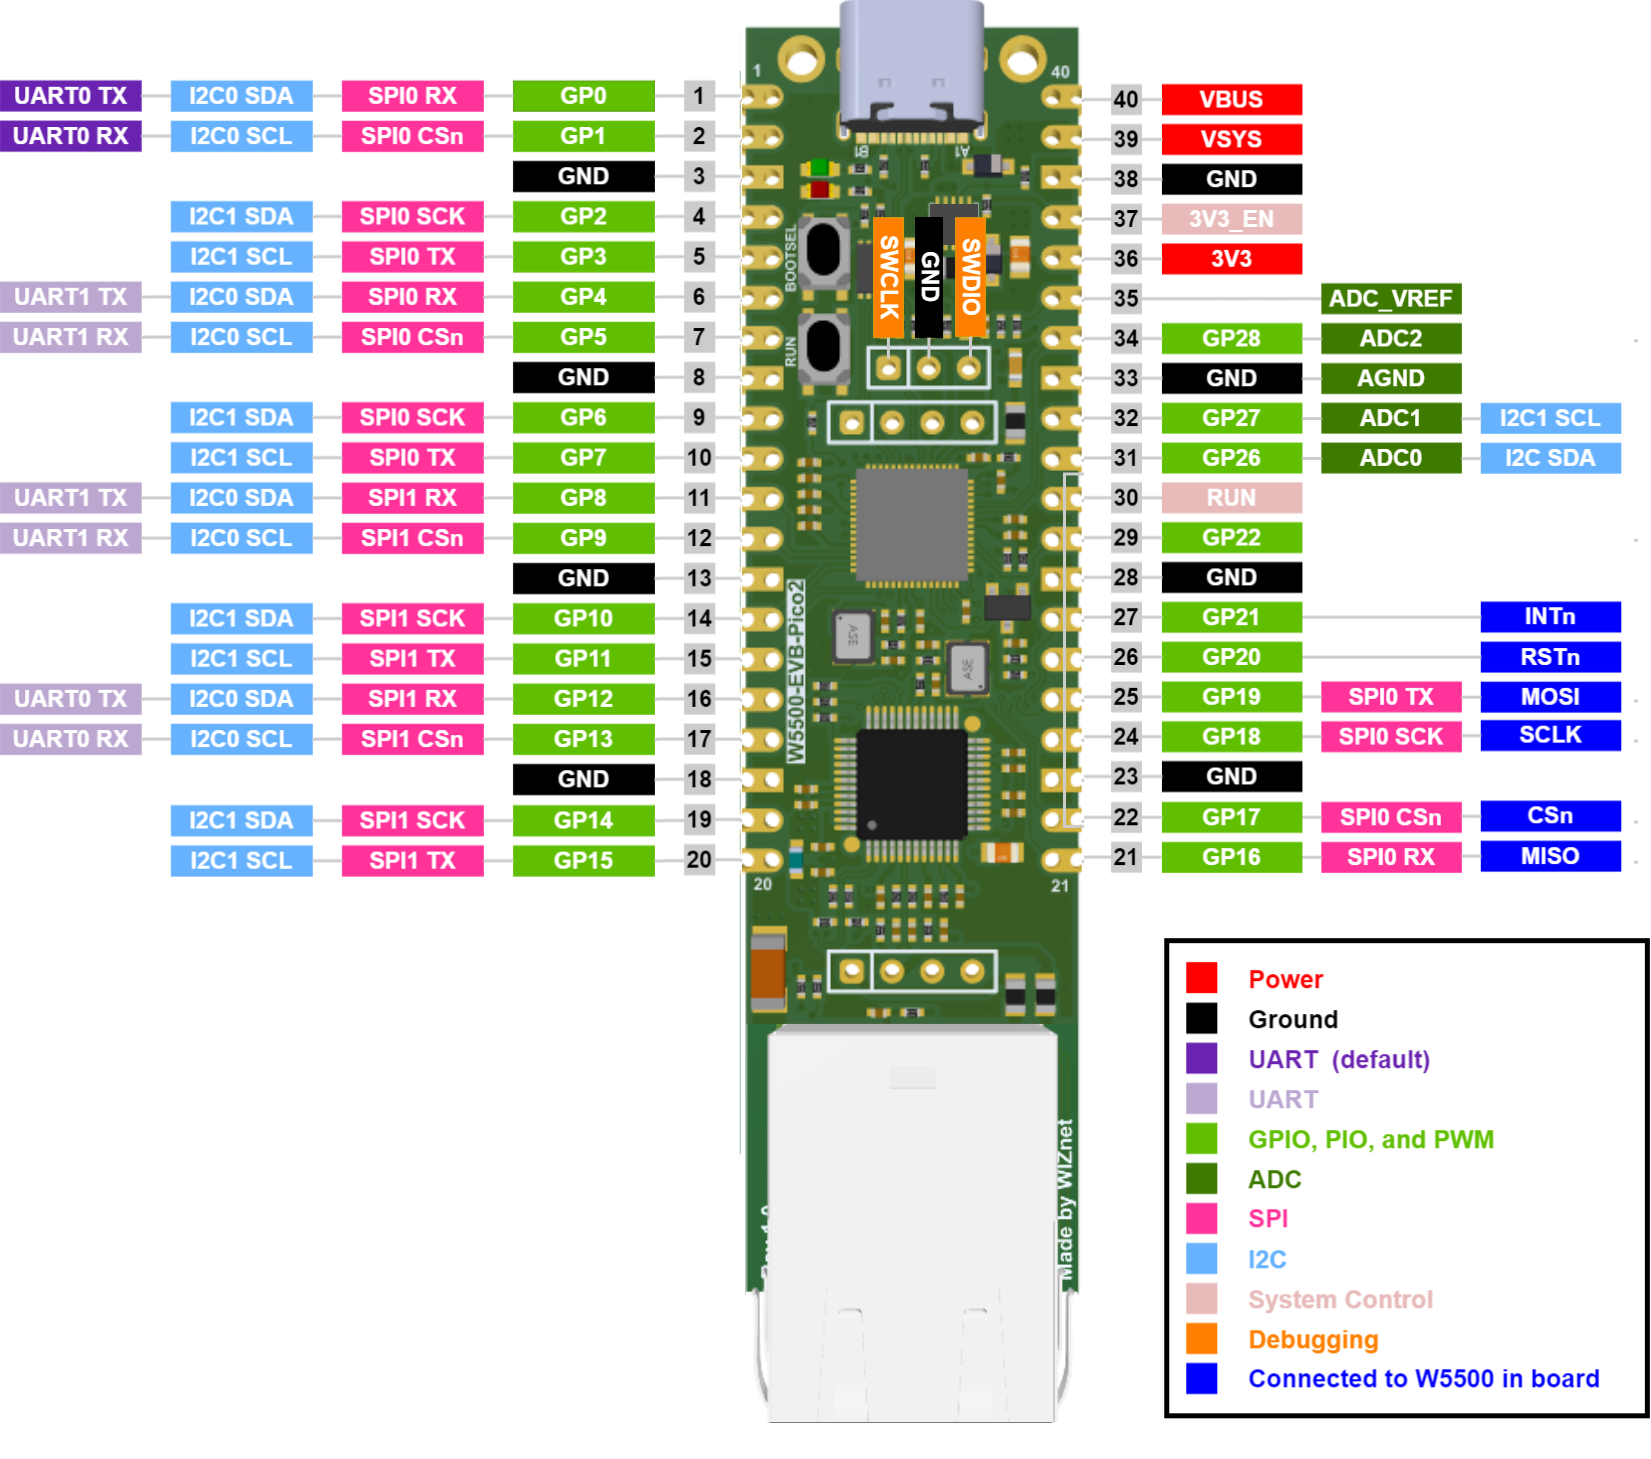 UART0 TX I2C0 SDA SPI0 RX GP0 1
UART0 RX I2C0 SCL SPI0 CSn GP1 2
GND 3
I2C1 SDA SPI0 SCK GP2 4
I2C1 SCL SPI0 TX GP3 5
UART1 TX I2C0 SDA SPI0 RX GP4 6
UART1 RX I2C0 SCL SPI0 CSn GP5 7
GND 8
I2C1 SDA SPI0 SCK GP6 9
I2C1 SCL SPI0 TX GP7 10
UART1 TX I2C0 SDA SPI1 RX GP8 11
UART1 RX I2C0 SCL SPI1 CSn GP9 12
GND 13
I2C1 SDA SPI1 SCK GP10 14
I2C1 SCL SPI1 TX GP11 15
UART0 TX I2C0 SDA SPI1 RX GP12 16
UART0 RX I2C0 SCL SPI1 CSn GP13 17
GND 18
I2C1 SDA SPI1 SCK GP14 19
I2C1 SCL SPI1 TX GP15 20
1
40
B1
A1
BOOTSEL
RUN
SWCLK
GND
SWDIO
W5500-EVB-Pico2
ASE
ASE
20
21
Made by WIZnet
40 VBUS
39 VSYS
38 GND
37 3V3_EN
36 3V3
35 ADC_VREF
34 GP28 ADC2
33 GND AGND
32 GP27 ADC1 I2C1 SCL
31 GP26 ADC0 I2C SDA
30 RUN
29 GP22
28 GND
27 GP21 INTn
26 GP20 RSTn
25 GP19 SPI0 TX MOSI
24 GP18 SPI0 SCK SCLK
23 GND
22 GP17 SPI0 CSn CSn
21 GP16 SPI0 RX MISO
Power
Ground
UART (default)
UART
GPIO, PIO, and PWM
ADC
SPI
I2C
System Control
Debugging
Connected to W5500 in board